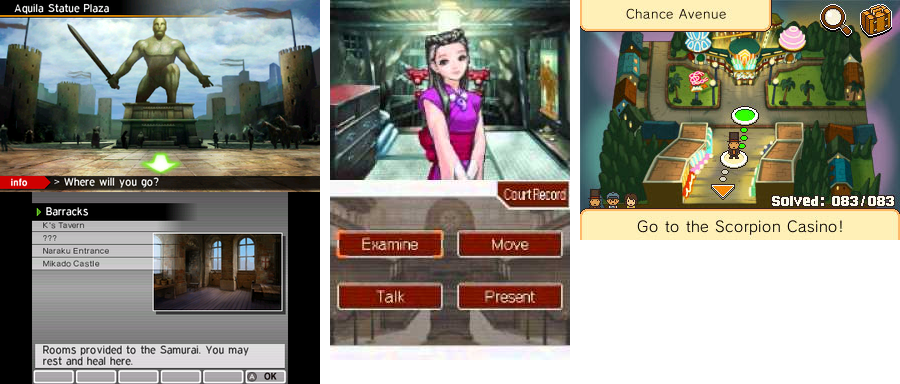 Aquila Statue Plaza
info
> Where will you go?
Barracks
K's Tavern
???
Naraku Entrance
Mikado Castle
Rooms provided to the Samurai. You may
rest and heal here.
A OK
Court Record
Examine
Move
Talk
Present
Chance Avenue
Solved: 083/083
Go to the Scorpion Casino!